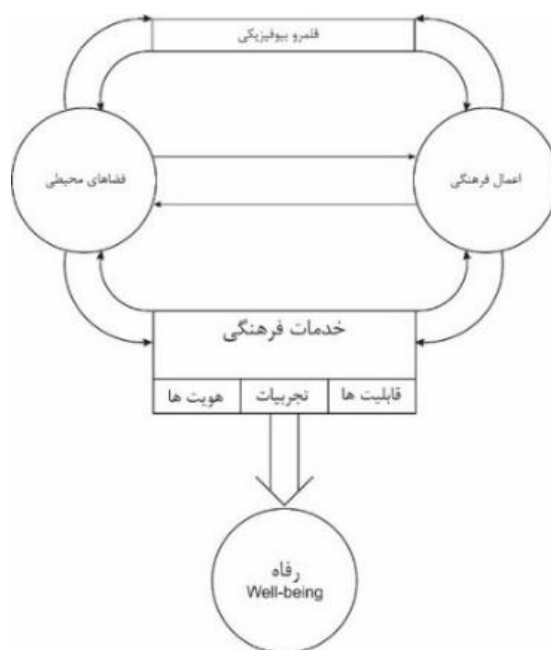 قلمرو بیوفیزیکی
اعمال فرهنگی
فضاهای محیطی
خدمات فرهنگی
قابلیت ها
تجربیات
هویت ها
رفاه
Well-being